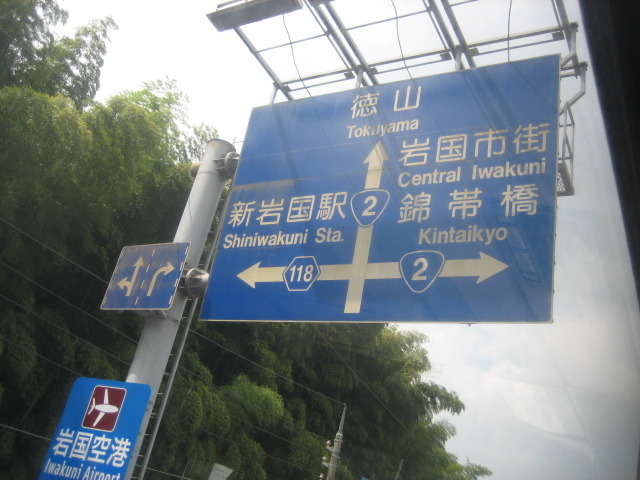 徳山
Tokuyama
岩国市街
Central Iwakuni
新岩国駅
2
錦帯橋
Shiniwakuni Sta.
Kintaikyo
118
2
岩国空港
Iwakuni Airport